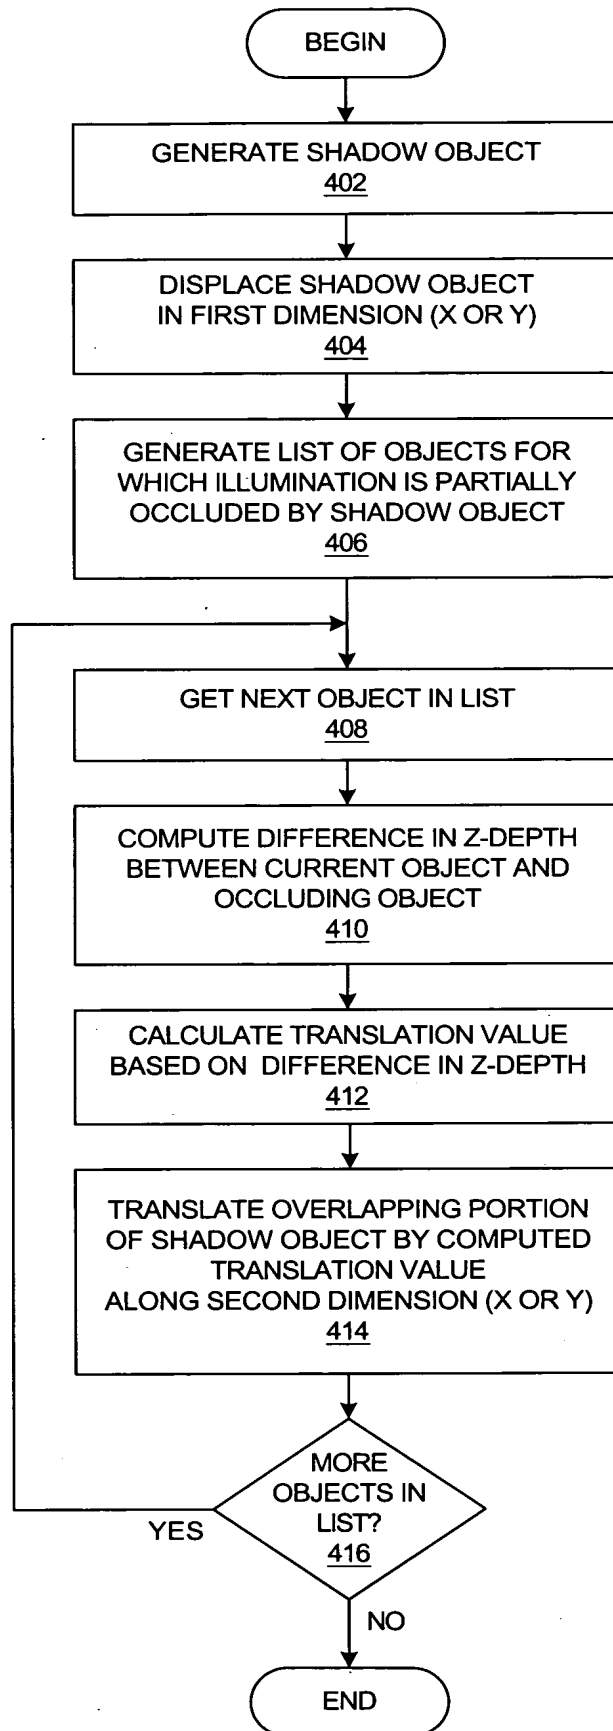 BEGIN
GENERATE SHADOW OBJECT
402
DISPLACE SHADOW OBJECT
IN FIRST DIMENSION (X OR Y)
404
GENERATE LIST OF OBJECTS FOR
WHICH ILLUMINATION IS PARTIALLY
OCCLUDED BY SHADOW OBJECT
406
GET NEXT OBJECT IN LIST
408
COMPUTE DIFFERENCE IN Z-DEPTH
BETWEEN CURRENT OBJECT AND
OCCLUDING OBJECT
410
CALCULATE TRANSLATION VALUE
BASED ON DIFFERENCE IN Z-DEPTH
412
TRANSLATE OVERLAPPING PORTION
OF SHADOW OBJECT BY COMPUTED
TRANSLATION VALUE
ALONG SECOND DIMENSION (X OR Y)
414
MORE
OBJECTS IN
LIST?
416
YES
NO
END